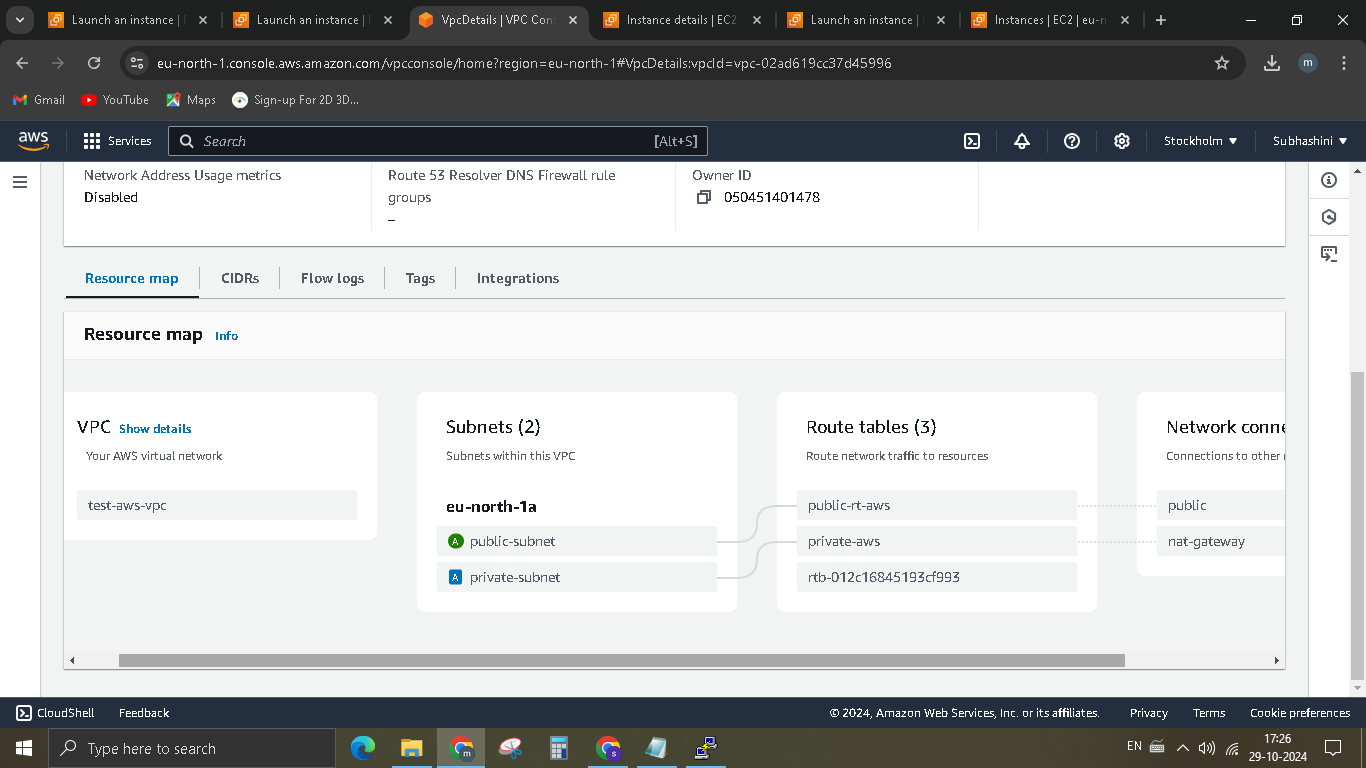 Launch an instance | E
Launch an instance | E
VpcDetails | VPC Cons
Instance details | EC2
Launch an instance |
Instances | EC2 | eu-n
eu-north-1.console.aws.amazon.com/vpcconsole/home?region=eu-north-1#VpcDetails:vpcId=vpc-02ad619cc37d45996
m
Gmail
YouTube
Maps
Sign-up For 2D 3D...
aws
Services
Search
[Alt+S]
Stockholm
Subhashini
Network Address Usage metrics
Disabled
Route 53 Resolver DNS Firewall rule
groups
–
Owner ID
050451401478
Resource map
CIDRs
Flow logs
Tags
Integrations
Resource map Info
VPC Show details
Your AWS virtual network
test-aws-vpc
Subnets (2)
Subnets within this VPC
eu-north-1a
A public-subnet
A private-subnet
Route tables (3)
Route network traffic to resources
public-rt-aws
private-aws
rtb-012c16845193cf993
Network conne
Connections to other
public
nat-gateway
CloudShell
Feedback
© 2024, Amazon Web Services, Inc. or its affiliates.
Privacy
Terms
Cookie preferences
Type here to search
m
s
EN
17:26
29-10-2024